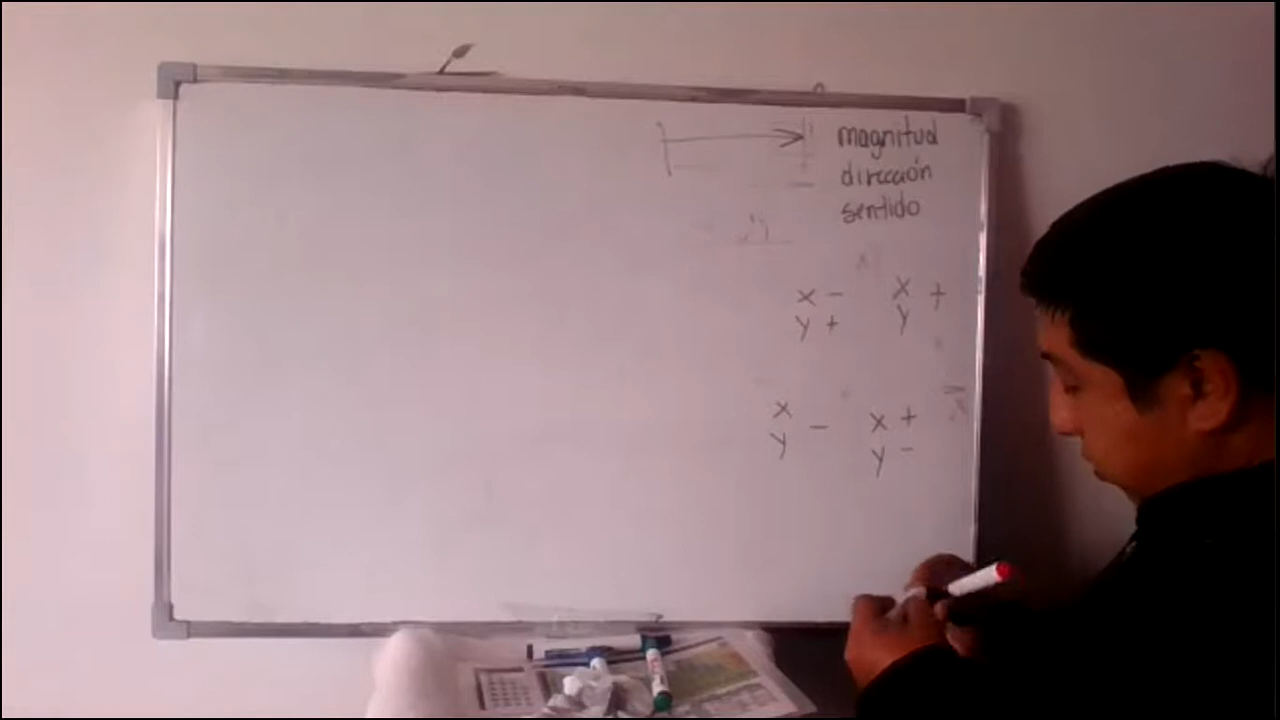 magnitud
dirección
sentido
x - x +
y + y
x - x +
y y -